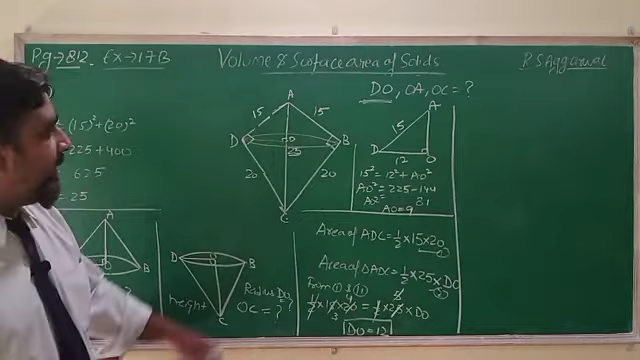 Pg→812. Ex→17B
Volume & Surface area of Solids
R S Aggarwal
DO, OA, OC = ?
= (15)²+(20)²
225+400
625
= 25
A
15
15
D
O
B
25
20
20
C
A
15
D
12
O
15² = 12² + AO²
AO² = 225-144
81
AO=9
Area of ADC = 1/2 × 15×20
Area of ΔADC = 1/2 × 25 × DO
From ① & ⑪
DO=12
A
O
B
D
B
C
height
Radius DO
OC = ?